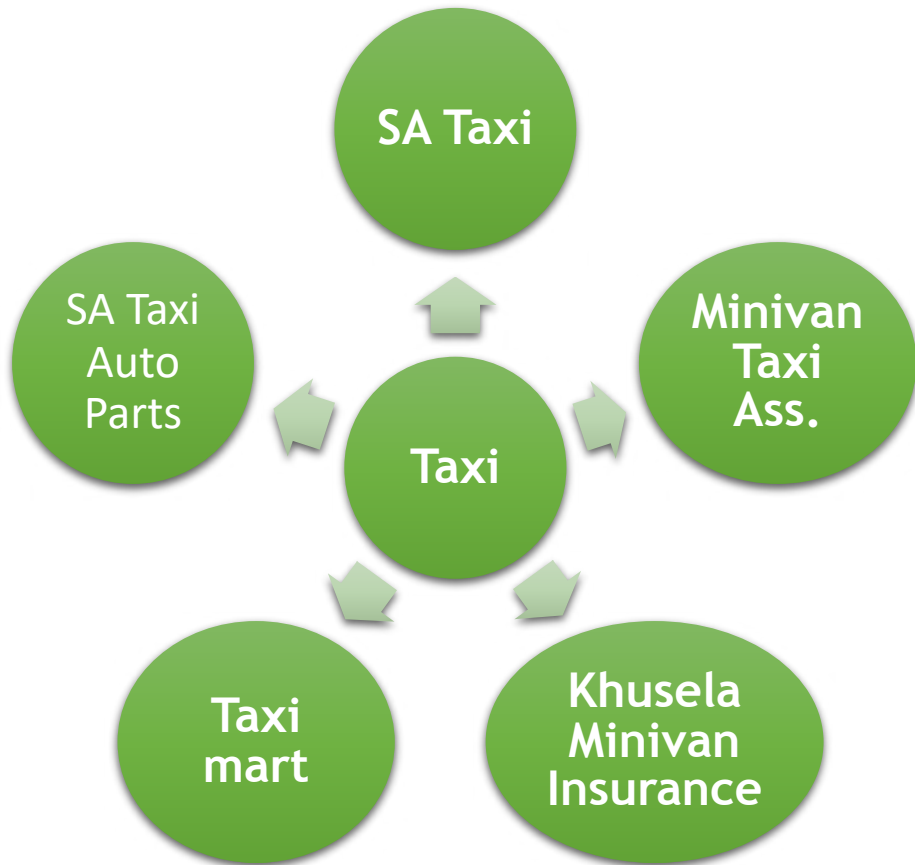 SA Taxi
Minivan
Taxi
Ass.
Khusela
Minivan
Insurance
Taxi
mart
SA Taxi
Auto
Parts
Taxi